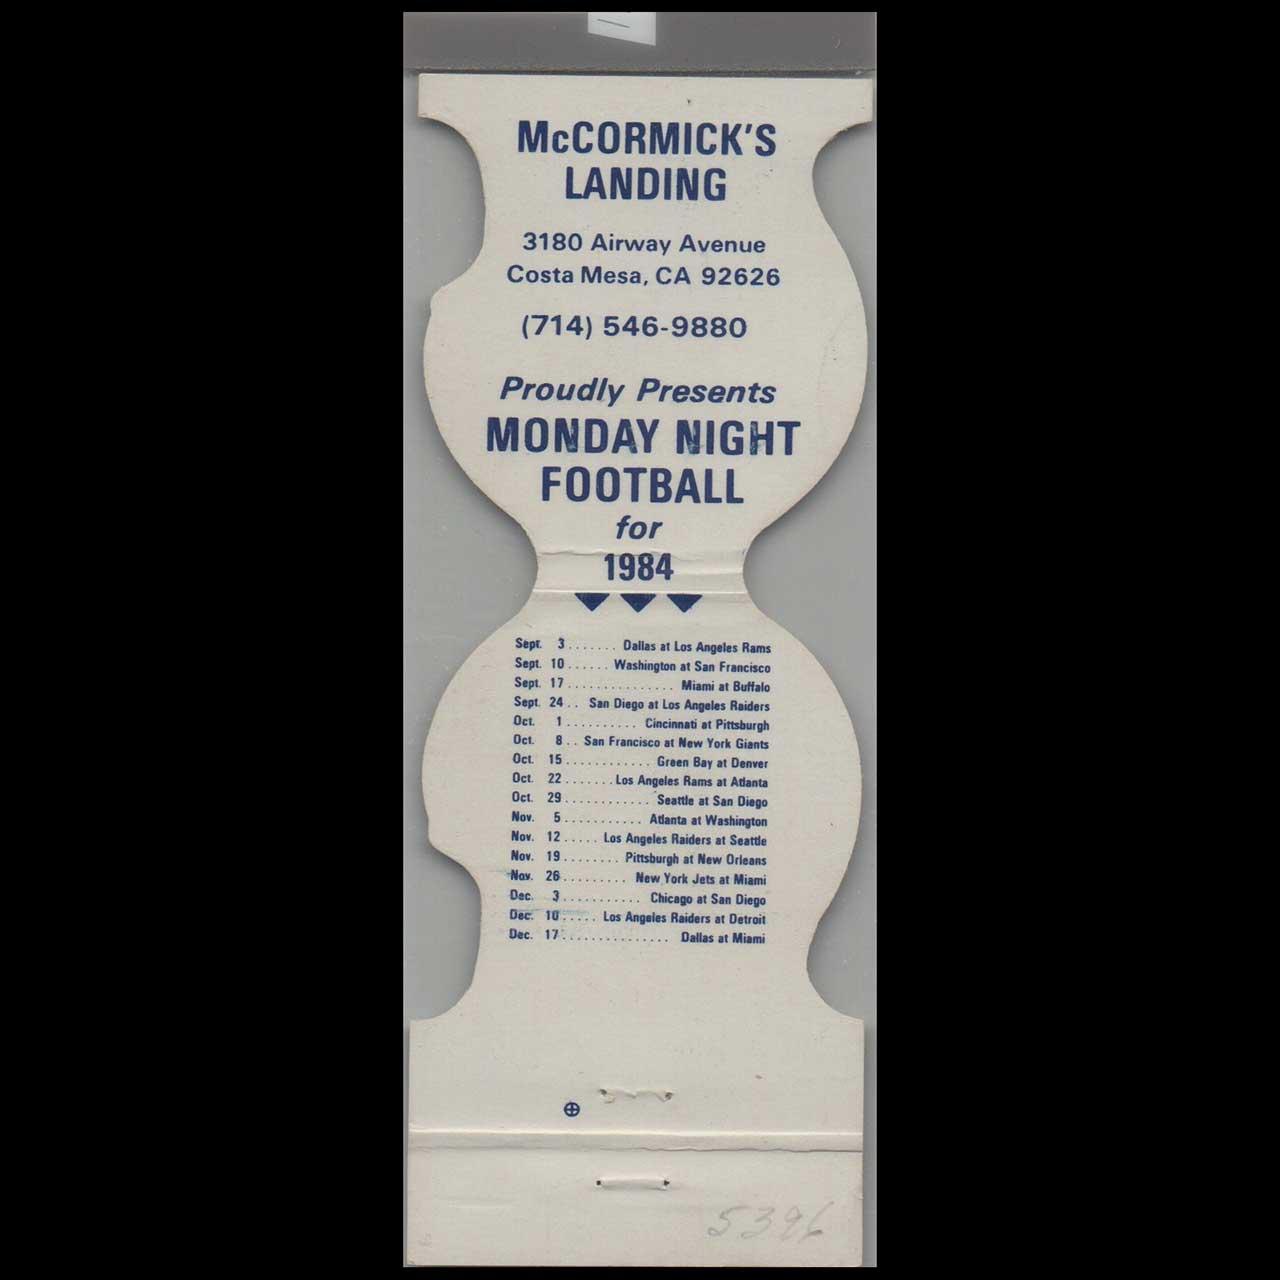 McCORMICK'S
LANDING
3180 Airway Avenue
Costa Mesa, CA 92626
(714) 546-9880
Proudly Presents
MONDAY NIGHT
FOOTBALL
for
1984
Sept. 3 ....... Dallas at Los Angeles Rams
Sept. 10 ...... Washington at San Francisco
Sept. 17 ............... Miami at Buffalo
Sept. 24 .. San Diego at Los Angeles Raiders
Oct. 1 .......... Cincinnati at Pittsburgh
Oct. 8 .. San Francisco at New York Giants
Oct. 15 ............ Green Bay at Denver
Oct. 22 ....... Los Angeles Rams at Atlanta
Oct. 29 ............ Seattle at San Diego
Nov. 5 ........... Atlanta at Washington
Nov. 12 ..... Los Angeles Raiders at Seattle
Nov. 19 ........ Pittsburgh at New Orleans
Nov. 26 ......... New York Jets at Miami
Dec. 3 ........... Chicago at San Diego
Dec. 10 ..... Los Angeles Raiders at Detroit
Dec. 17 ............... Dallas at Miami
5396